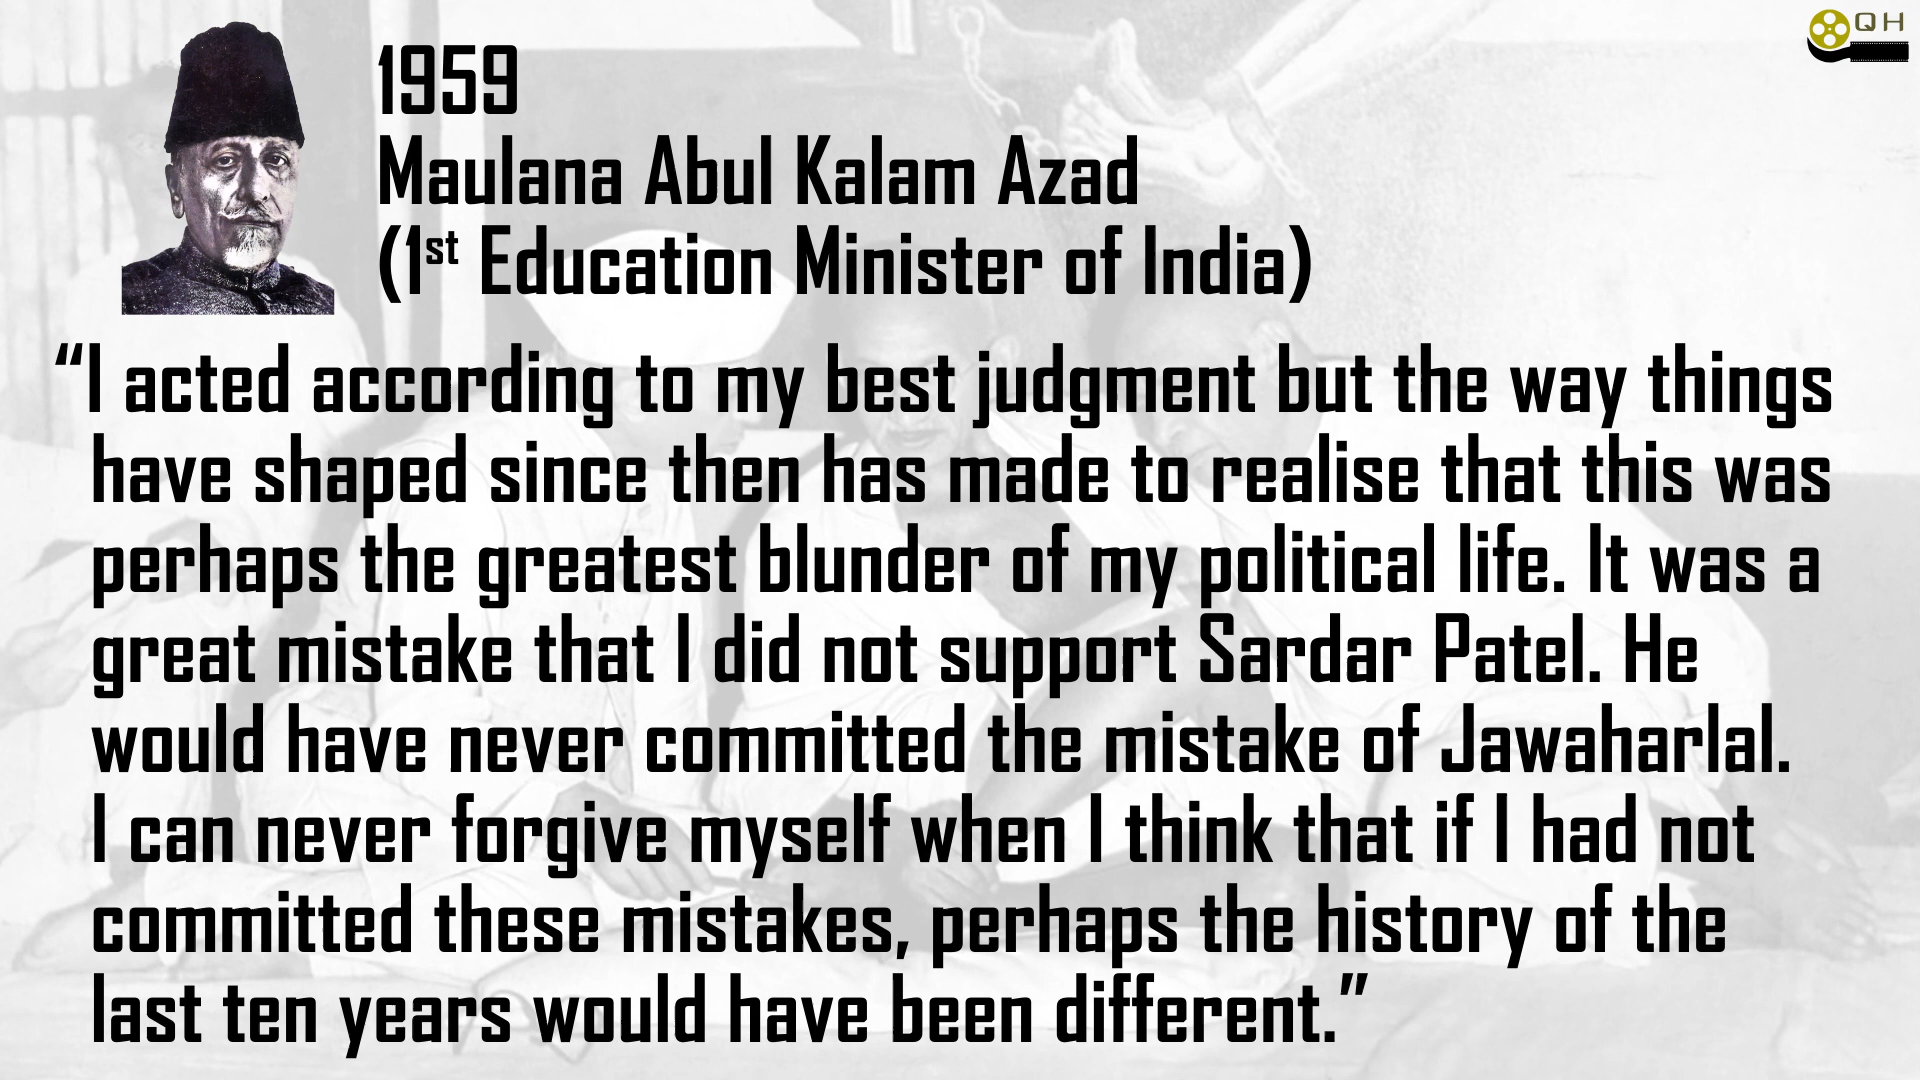 QH
1959
Maulana Abul Kalam Azad
(1st Education Minister of India)
“I acted according to my best judgment but the way things
have shaped since then has made to realise that this was
perhaps the greatest blunder of my political life. It was a
great mistake that I did not support Sardar Patel. He
would have never committed the mistake of Jawaharlal.
I can never forgive myself when I think that if I had not
committed these mistakes, perhaps the history of the
last ten years would have been different.”